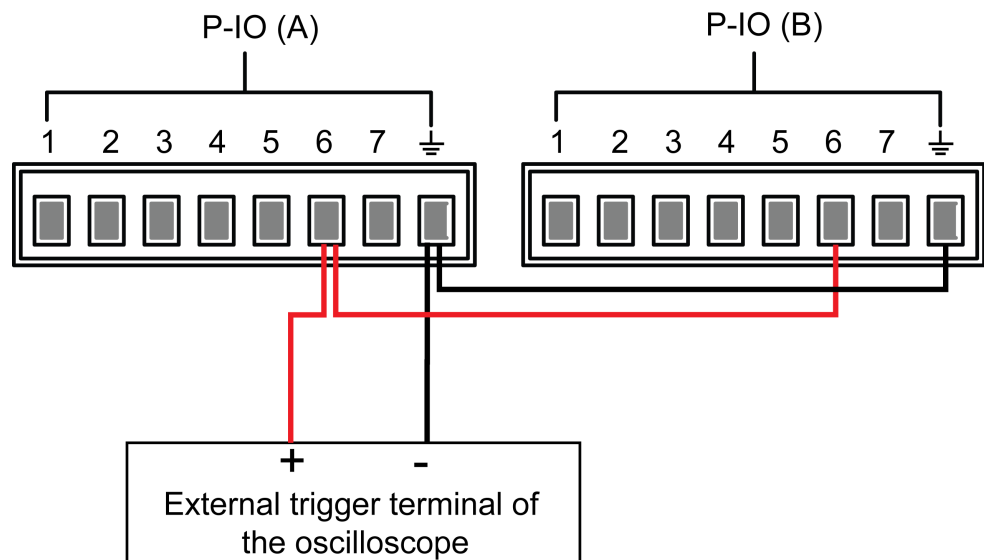 P-IO (A) P-IO (B)
1 2 3 4 5 6 7 1 2 3 4 5 6 7
+ -
External trigger terminal of
the oscilloscope